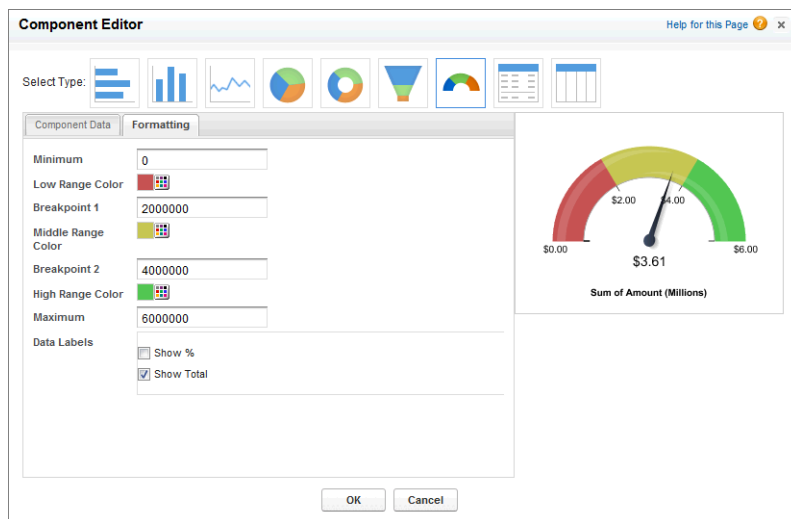 Component Editor
Help for this Page
Select Type:
Component Data
Formatting
Minimum
0
Low Range Color
Breakpoint 1
2000000
Middle Range
Color
Breakpoint 2
4000000
High Range Color
Maximum
6000000
Data Labels
Show %
Show Total
$2.00
$4.00
$0.00
$6.00
$3.61
Sum of Amount (Millions)
OK
Cancel